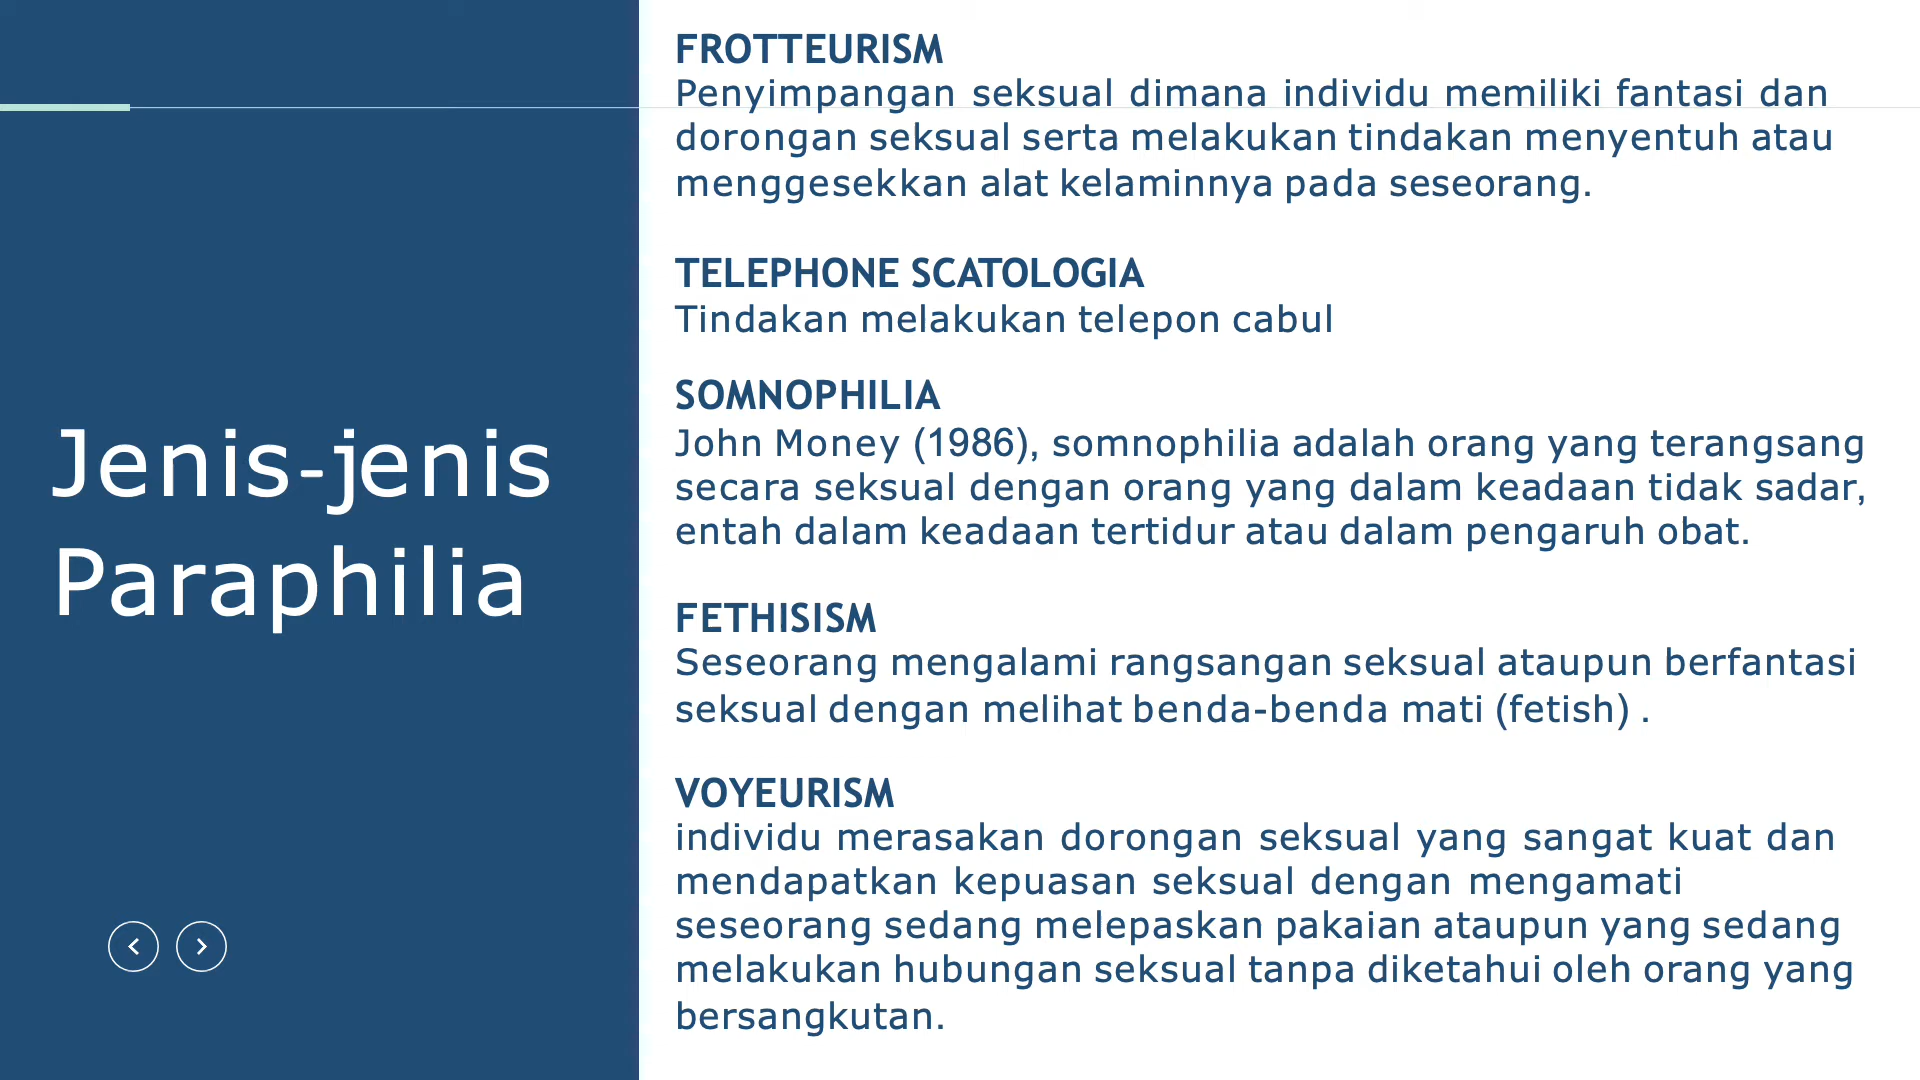 Jenis-jenis
Paraphilia
FROTTEURISM
Penyimpangan seksual dimana individu memiliki fantasi dan
dorongan seksual serta melakukan tindakan menyentuh atau
menggesekkan alat kelaminnya pada seseorang.
TELEPHONE SCATOLOGIA
Tindakan melakukan telepon cabul
SOMNOPHILIA
John Money (1986), somnophilia adalah orang yang terangsang
secara seksual dengan orang yang dalam keadaan tidak sadar,
entah dalam keadaan tertidur atau dalam pengaruh obat.
FETHISISM
Seseorang mengalami rangsangan seksual ataupun berfantasi
seksual dengan melihat benda-benda mati (fetish) .
VOYEURISM
individu merasakan dorongan seksual yang sangat kuat dan
mendapatkan kepuasan seksual dengan mengamati
seseorang sedang melepaskan pakaian ataupun yang sedang
melakukan hubungan seksual tanpa diketahui oleh orang yang
bersangkutan.